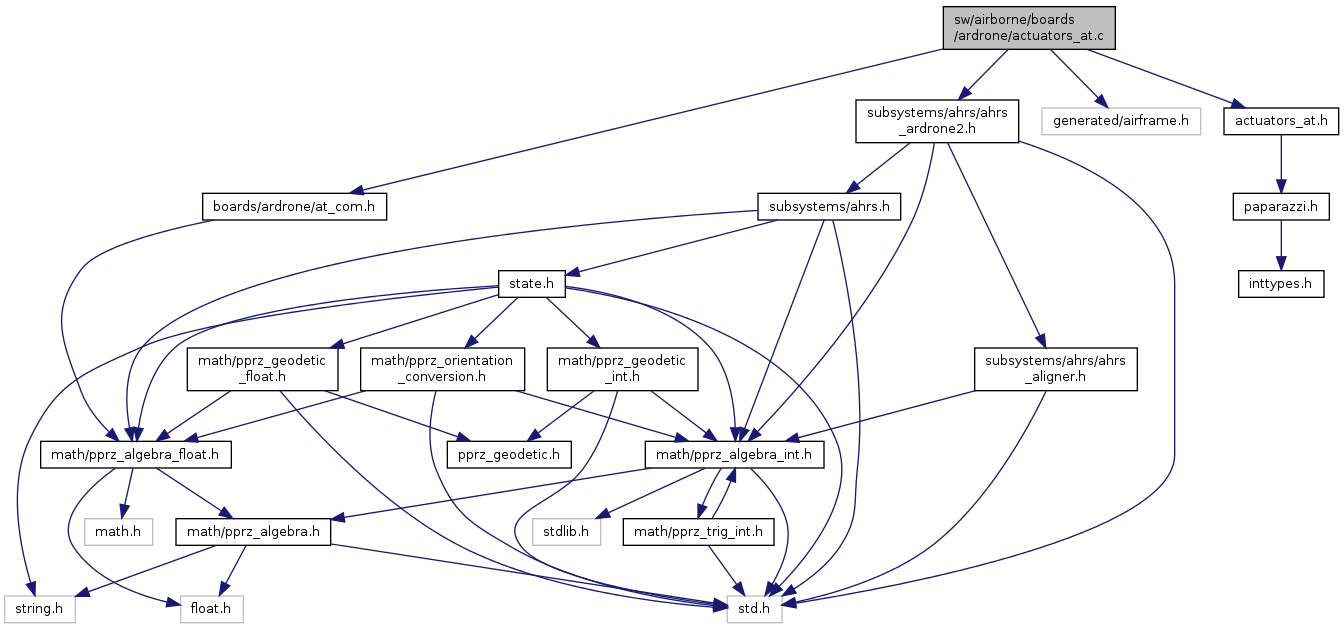 sw/airborne/boards
/ardrone/actuators_at.c
subsystems/ahrs/ahrs
_ardrone2.h
generated/airframe.h
actuators_at.h
boards/ardrone/at_com.h
subsystems/ahrs.h
paparazzi.h
state.h
inttypes.h
math/pprz_geodetic
_float.h
math/pprz_orientation
_conversion.h
math/pprz_geodetic
_int.h
subsystems/ahrs/ahrs
_aligner.h
math/pprz_algebra_float.h
pprz_geodetic.h
math/pprz_algebra_int.h
math.h
math/pprz_algebra.h
stdlib.h
math/pprz_trig_int.h
string.h
float.h
std.h